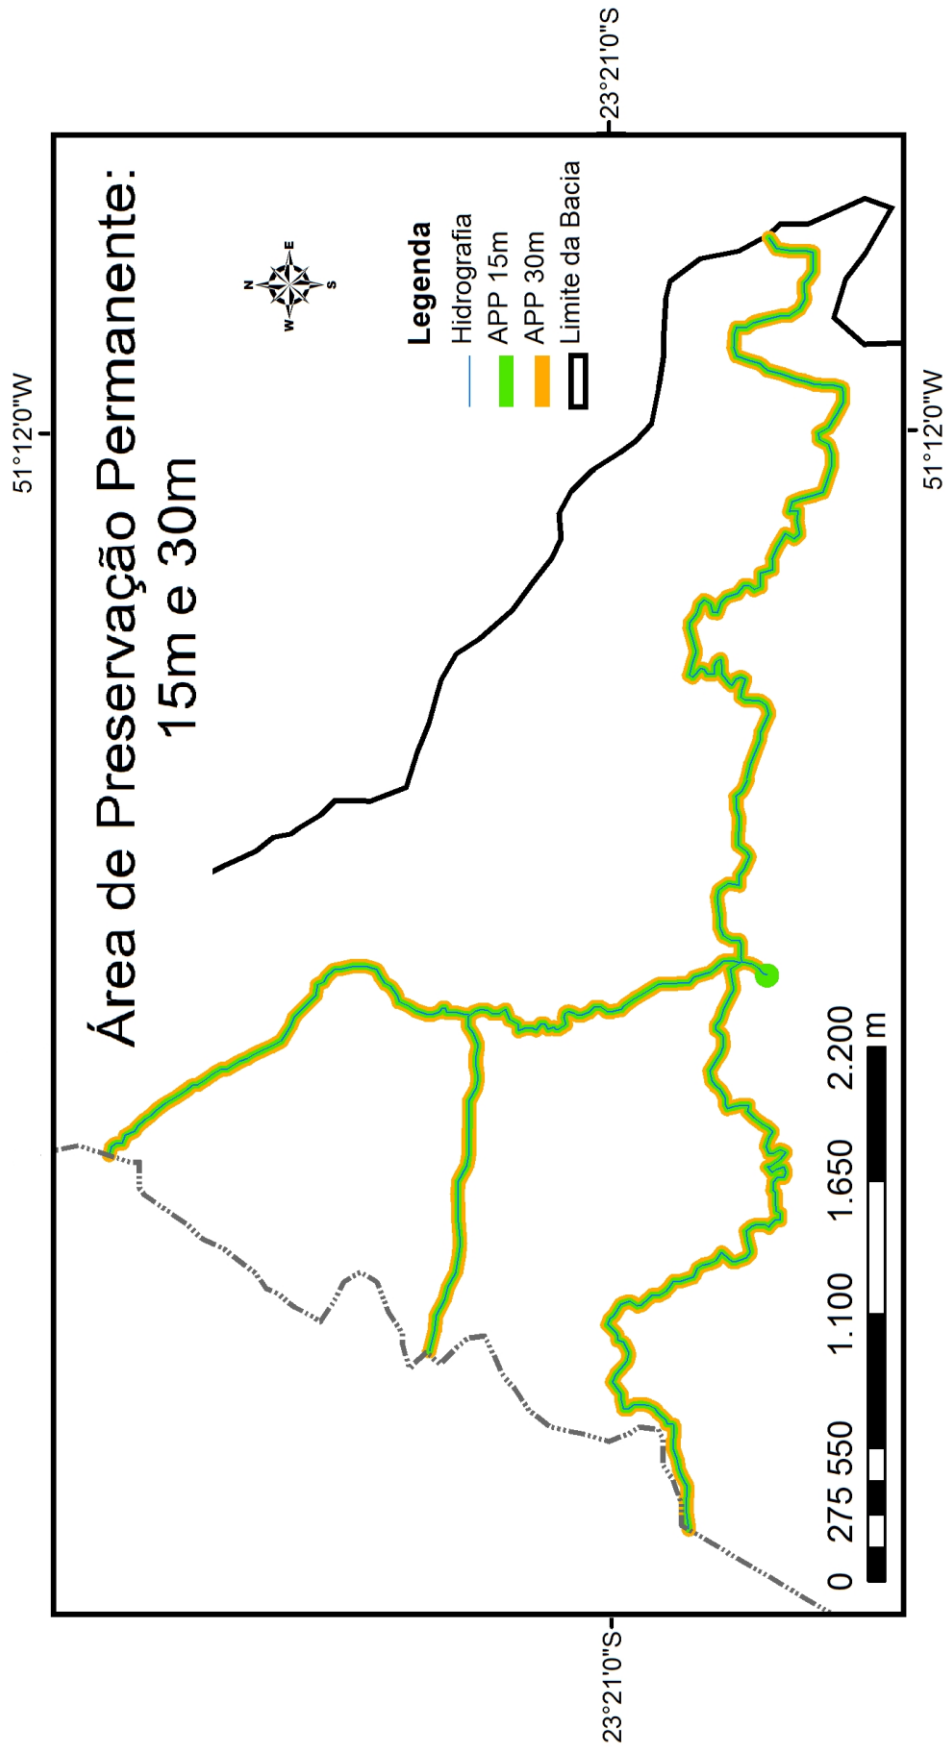 Área de Preservação Permanente:
15m e 30m
51°12'0"W
N
W
E
S
Legenda
Hidrografia
APP 15m
APP 30m
Limite da Bacia
23°21'0"S
23°21'0"S
0 275 550 1.100 1.650 2.200
m
51°12'0"W